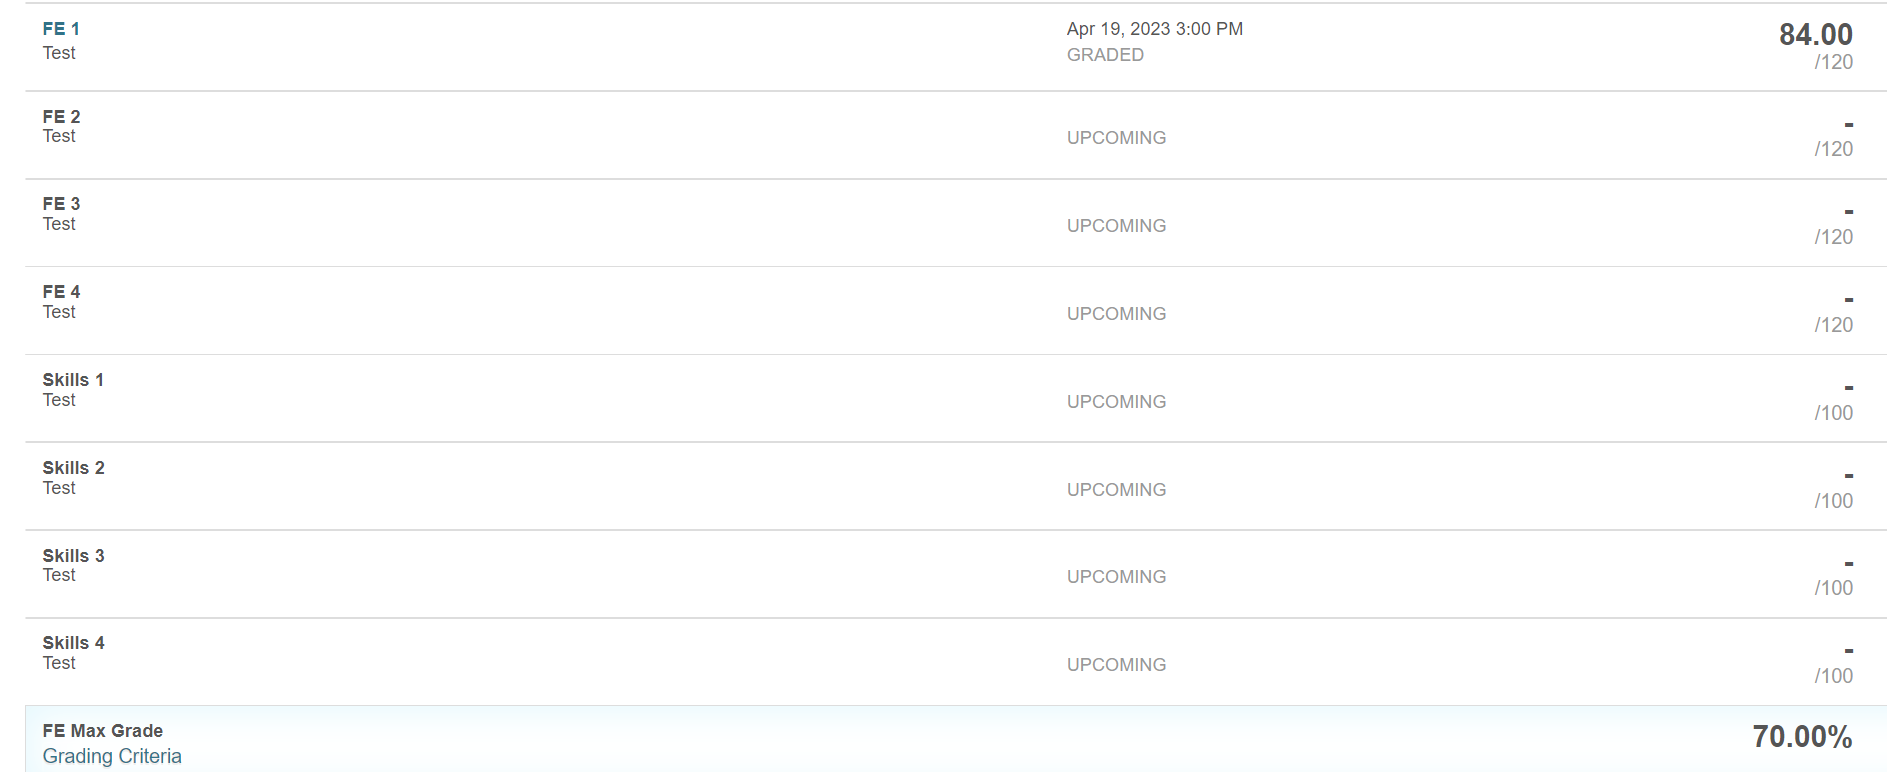 FE 1
Test
Apr 19, 2023 3:00 PM
GRADED
84.00
/120
FE 2
Test
UPCOMING
-
/120
FE 3
Test
UPCOMING
-
/120
FE 4
Test
UPCOMING
-
/120
Skills 1
Test
UPCOMING
-
/100
Skills 2
Test
UPCOMING
-
/100
Skills 3
Test
UPCOMING
-
/100
Skills 4
Test
UPCOMING
-
/100
FE Max Grade
Grading Criteria
70.00%